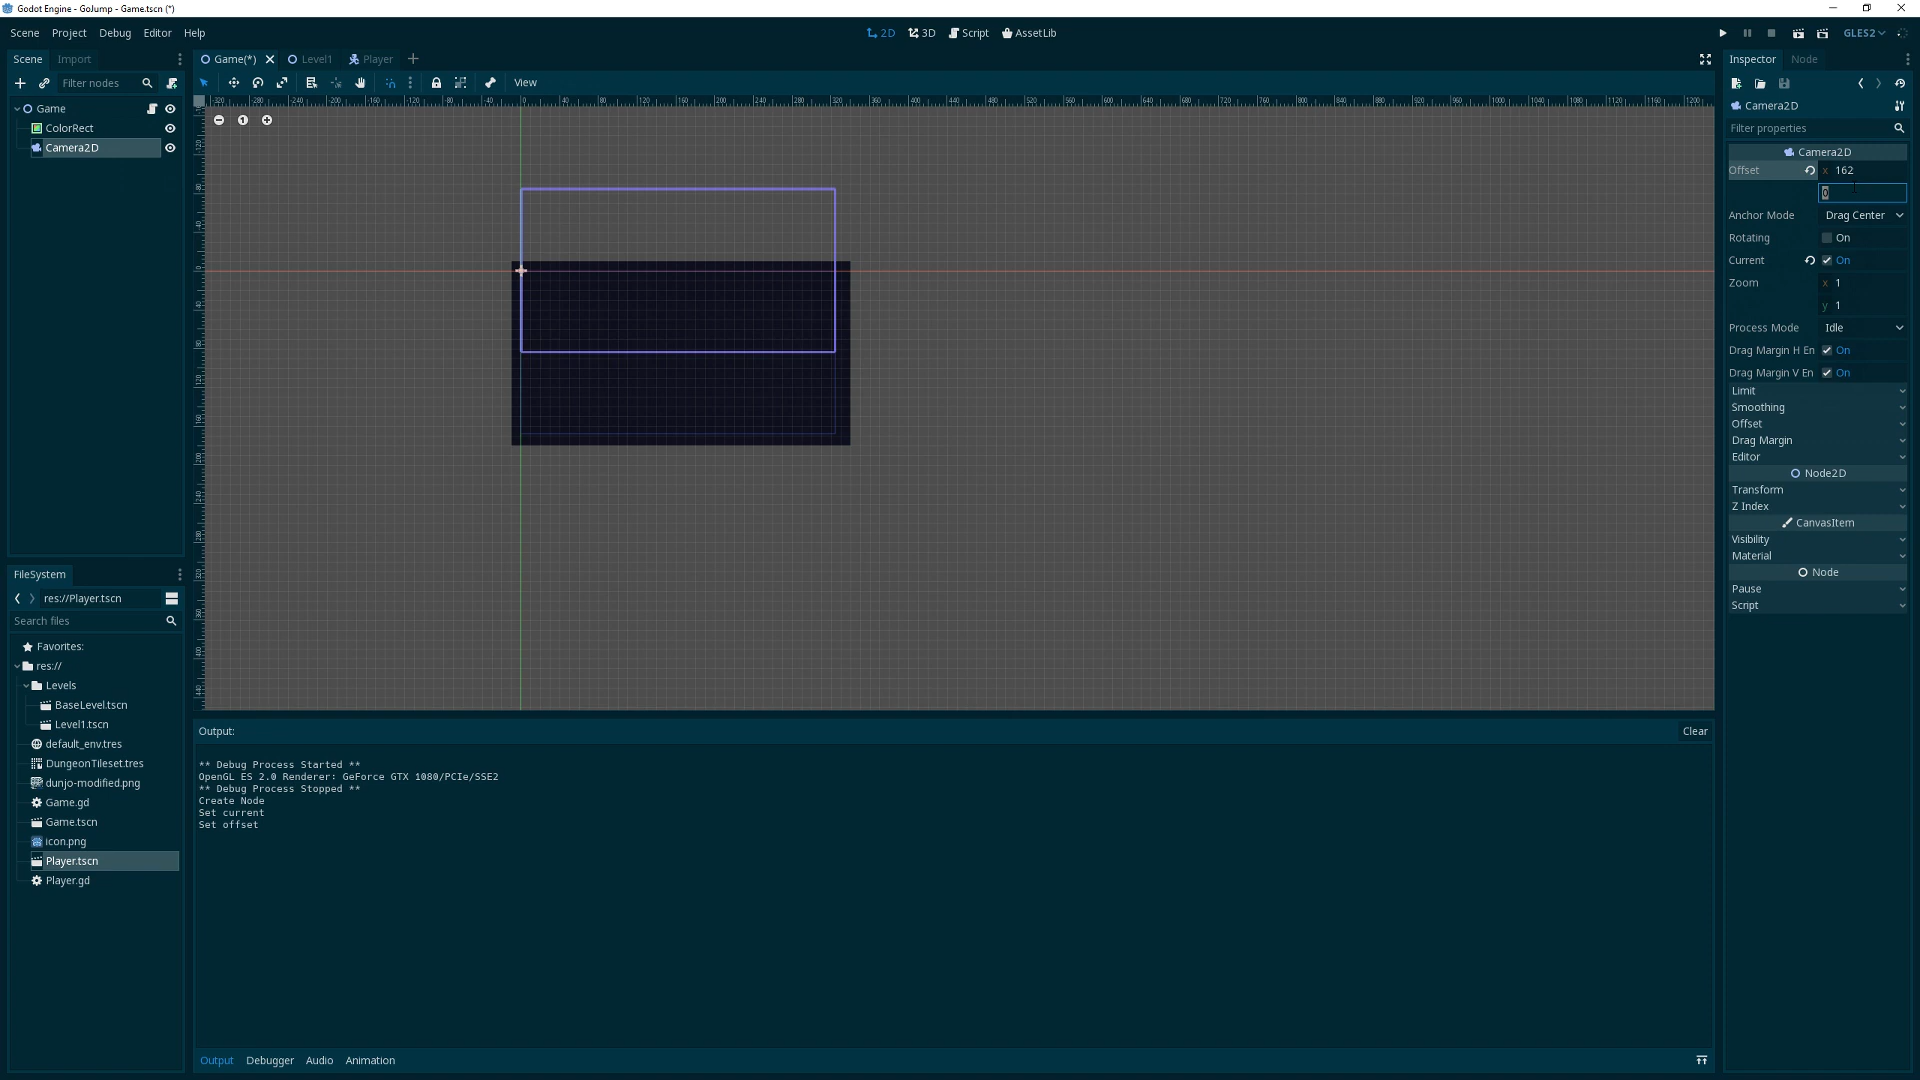 Godot Engine - GoJump - Game.tscn (*)
Scene Project Debug Editor Help
2D 3D Script AssetLib
GLES2
Scene Import
Game(*) Level1 Player
Inspector Node
Filter nodes
View
Camera2D
Game
ColorRect
Camera2D
Filter properties
Camera2D
Offset x 162
0
Anchor Mode Drag Center
Rotating On
Current On
Zoom x 1
y 1
Process Mode Idle
Drag Margin H En On
Drag Margin V En On
Limit
Smoothing
Offset
Drag Margin
Editor
Node2D
Transform
Z Index
CanvasItem
Visibility
Material
Node
Pause
Script
FileSystem
res://Player.tscn
Search files
Favorites:
res://
Levels
BaseLevel.tscn
Level1.tscn
default_env.tres
DungeonTileset.tres
dunjo-modified.png
Game.gd
Game.tscn
icon.png
Player.tscn
Player.gd
Output: Clear
** Debug Process Started **
OpenGL ES 2.0 Renderer: GeForce GTX 1080/PCIe/SSE2
** Debug Process Stopped **
Create Node
Set current
Set offset
Output Debugger Audio Animation